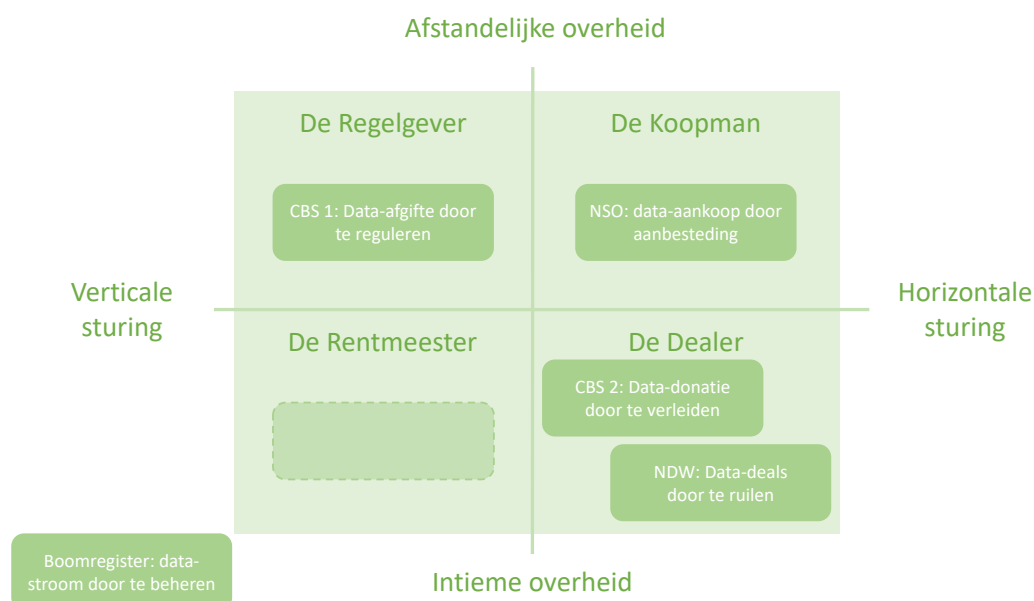 Afstandelijke overheid
De Regelgever
De Koopman
CBS 1: Data-afgifte door
te reguleren
NSO: data-aankoop door
aanbesteding
Verticale
sturing
Horizontale
sturing
De Rentmeester
De Dealer
CBS 2: Data-donatie
door te verleiden
NDW: Data-deals
door te ruilen
Boomregister: data-
stroom door te beheren
Intieme overheid